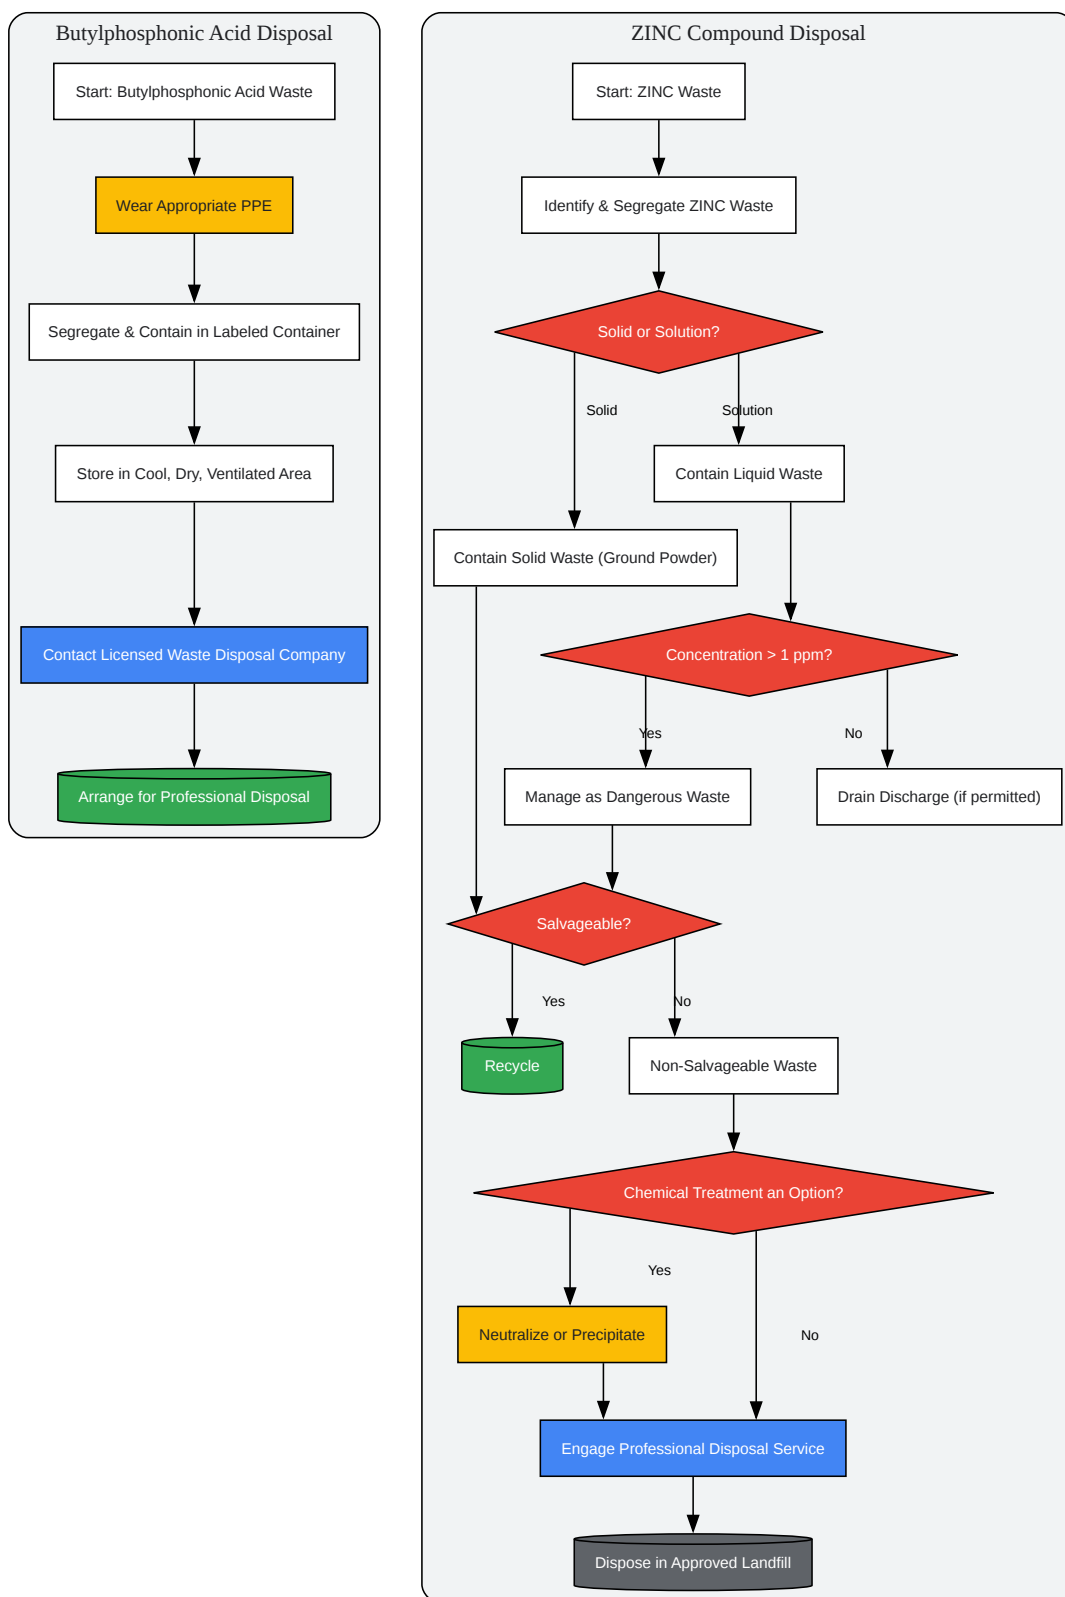 Butylphosphonic Acid Disposal
Start: Butylphosphonic Acid Waste
Wear Appropriate PPE
Segregate & Contain in Labeled Container
Store in Cool, Dry, Ventilated Area
Contact Licensed Waste Disposal Company
Arrange for Professional Disposal
ZINC Compound Disposal
Start: ZINC Waste
Identify & Segregate ZINC Waste
Solid or Solution?
Solid
Solution
Contain Liquid Waste
Contain Solid Waste (Ground Powder)
Concentration > 1 ppm?
Yes
No
Manage as Dangerous Waste
Drain Discharge (if permitted)
Salvageable?
Yes
No
Recycle
Non-Salvageable Waste
Chemical Treatment an Option?
Yes
Neutralize or Precipitate
No
Engage Professional Disposal Service
Dispose in Approved Landfill